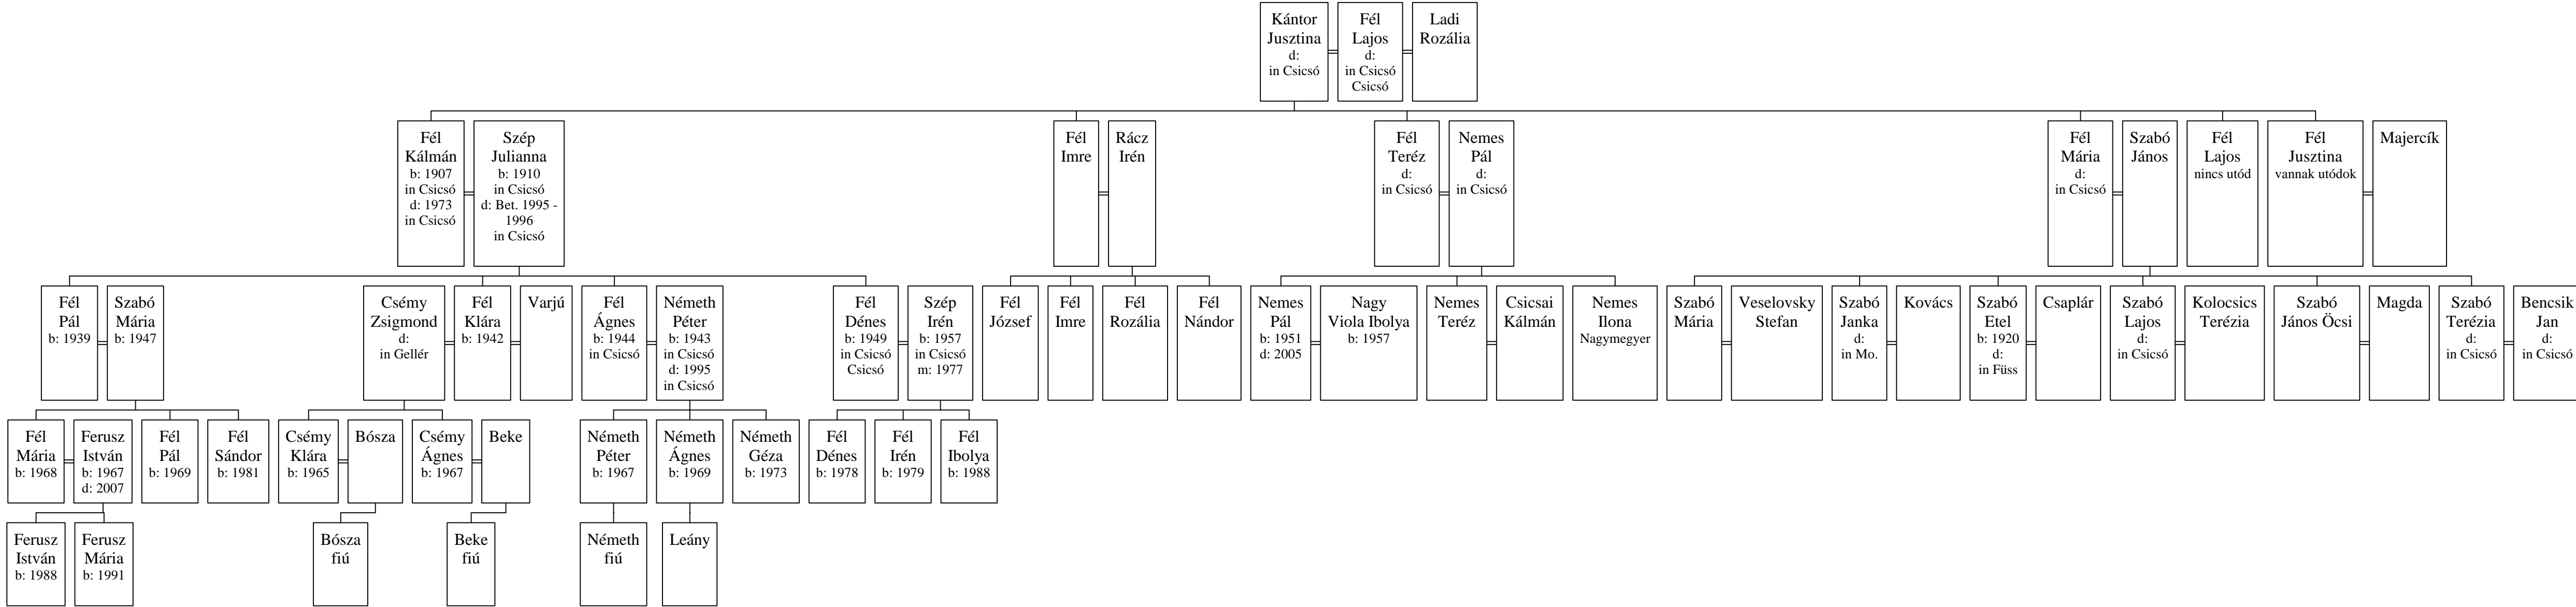 Kántor
Jusztina
d:
in Csicsó
Fél
Lajos
d:
in Csicsó
Csicsó
Ladi
Rozália
Fél
Kálmán
b: 1907
in Csicsó
d: 1973
in Csicsó
Szép
Julianna
b: 1910
in Csicsó
d: Bet. 1995 -
1996
in Csicsó
Fél
Imre
Rácz
Irén
Fél
Teréz
d:
in Csicsó
Nemes
Pál
d:
in Csicsó
Fél
Mária
d:
in Csicsó
Szabó
János
Fél
Lajos
nincs utód
Fél
Jusztina
vannak utódok
Majercík
Fél
Pál
b: 1939
Szabó
Mária
b: 1947
Csémy
Zsigmond
d:
in Gellér
Fél
Klára
b: 1942
Varjú
Fél
Ágnes
b: 1944
in Csicsó
Németh
Péter
b: 1943
in Csicsó
d: 1995
in Csicsó
Fél
Dénes
b: 1949
in Csicsó
Csicsó
Szép
Irén
b: 1957
in Csicsó
m: 1977
Fél
József
Fél
Imre
Fél
Rozália
Fél
Nándor
Nemes
Pál
b: 1951
d: 2005
Nagy
Viola Ibolya
b: 1957
Nemes
Teréz
Csicsai
Kálmán
Nemes
Ilona
Nagymegyer
Szabó
Mária
Veselovsky
Stefan
Szabó
Janka
d:
in Mo.
Kovács
Szabó
Etel
b: 1920
d:
in Füss
Csaplár
Szabó
Lajos
d:
in Csicsó
Kolocsics
Terézia
Szabó
János Öcsi
Magda
Szabó
Terézia
d:
in Csicsó
Bencsik
Jan
d:
in Csicsó
Fél
Mária
b: 1968
Ferusz
István
b: 1967
d: 2007
Fél
Pál
b: 1969
Fél
Sándor
b: 1981
Csémy
Klára
b: 1965
Bósza
Csémy
Ágnes
b: 1967
Beke
Németh
Péter
b: 1967
Németh
Ágnes
b: 1969
Németh
Géza
b: 1973
Fél
Dénes
b: 1978
Fél
Irén
b: 1979
Fél
Ibolya
b: 1988
Ferusz
István
b: 1988
Ferusz
Mária
b: 1991
Bósza
fiú
Beke
fiú
Németh
fiú
Leány